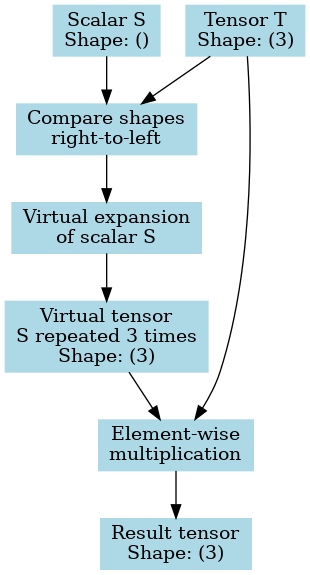 Scalar S
Shape: ()
Tensor T
Shape: (3)
Compare shapes
right-to-left
Virtual expansion
of scalar S
Virtual tensor
S repeated 3 times
Shape: (3)
Element-wise
multiplication
Result tensor
Shape: (3)